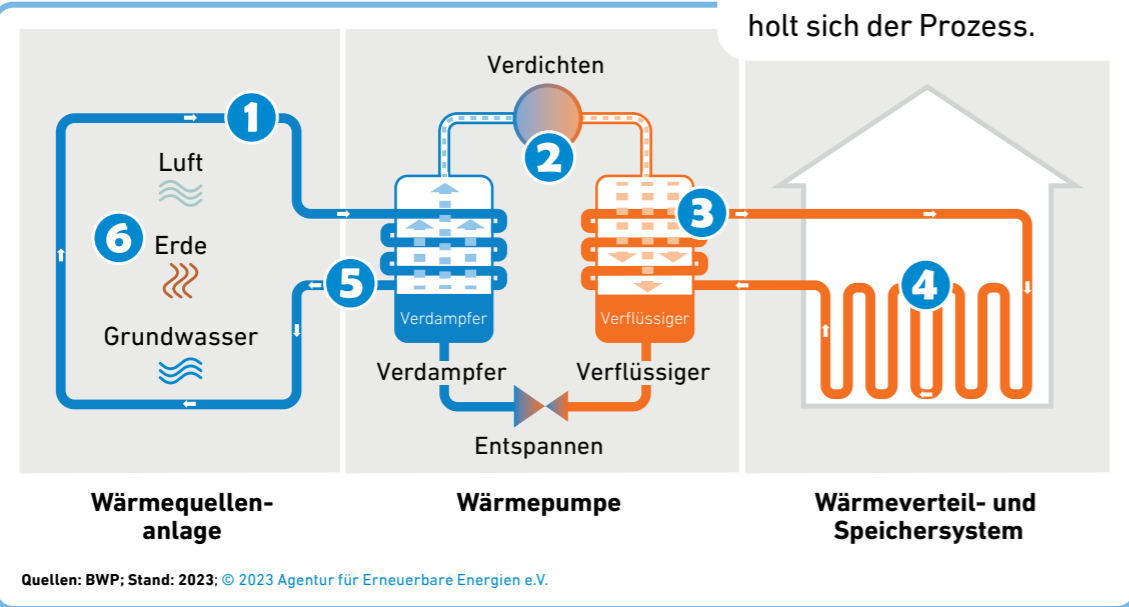 holt sich der Prozess.
Verdichten
1
2
Luft
3
6
Erde
5
4
Grundwasser
Verdampfer
Verflüssiger
Verdampfer
Verflüssiger
Entspannen
Wärmequellen-
anlage
Wärmepumpe
Wärmeverteil- und
Speichersystem
Quellen: BWP; Stand: 2023; © 2023 Agentur für Erneuerbare Energien e.V.